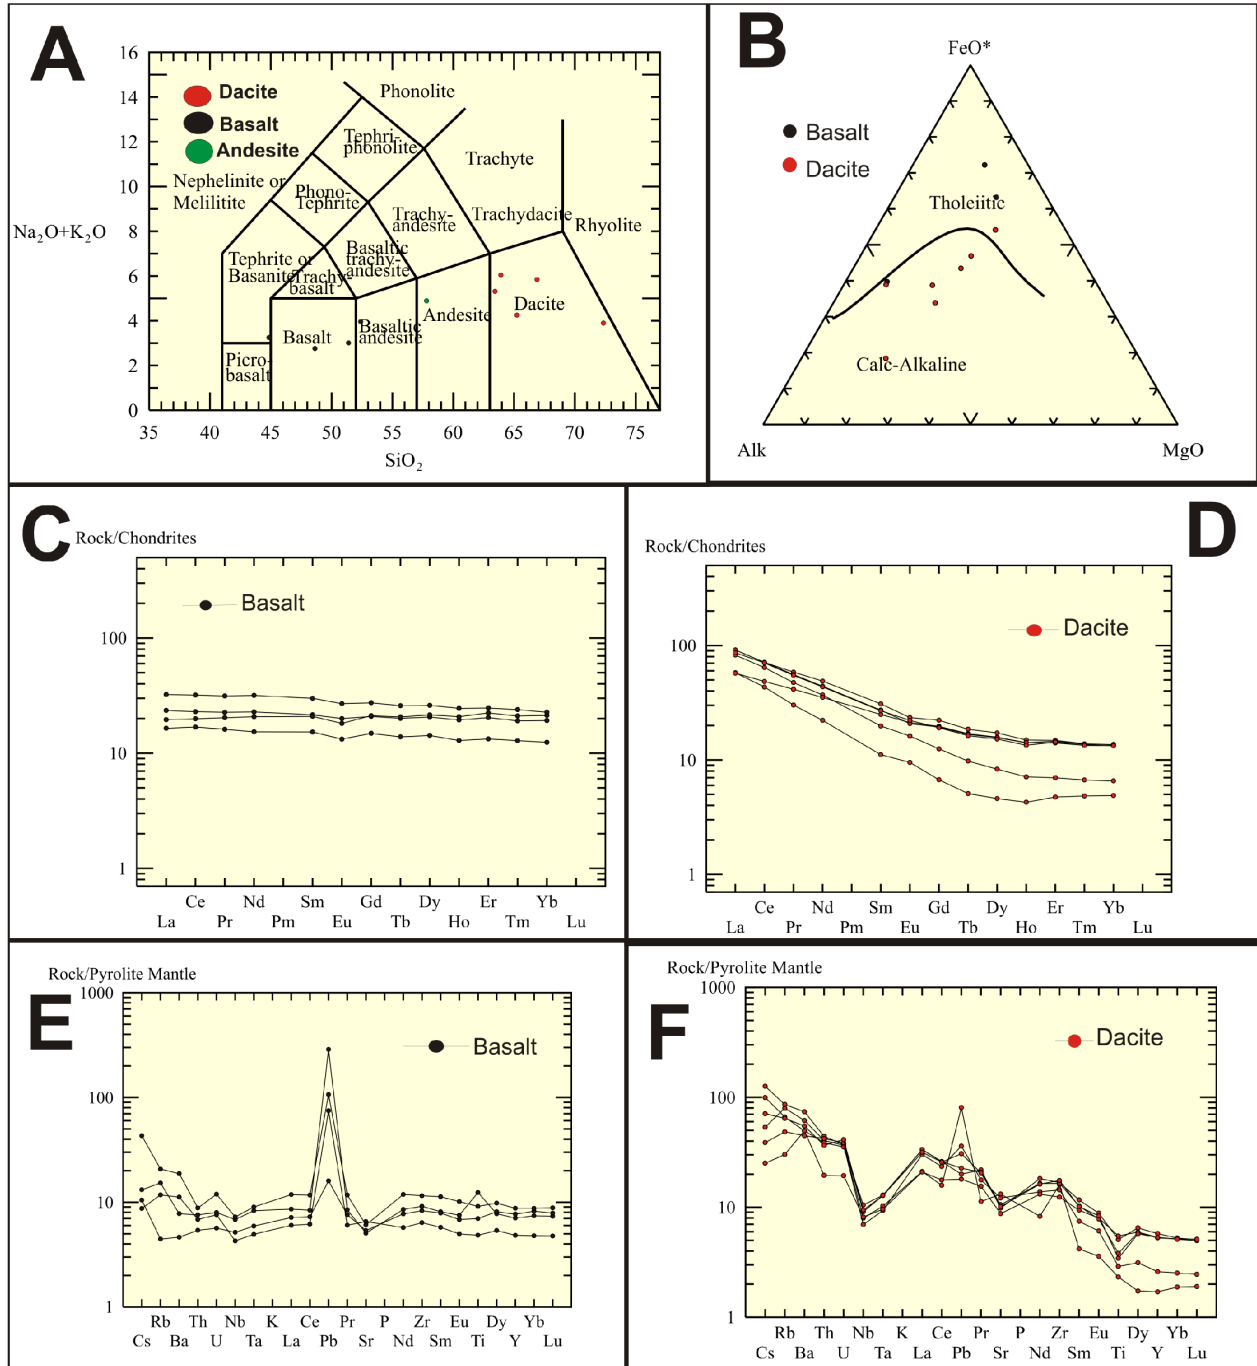 A
16
14
12
10
8
6
4
2
0
Na₂O+K₂O
Dacite
Basalt
Andesite
Phonolite
Tephri-
phonolite
Trachyte
Nephelinite or
Melilitite
Phono-
Tephrite
Trachy-
andesite
Trachydacite
Rhyolite
Tephrite or
Basanite
Basaltic
trachy-
andesite
Trachy-
basalt
Basalt
Basaltic
andesite
Andesite
Dacite
Picro-
basalt
35 40 45 50 55 60 65 70 75
SiO₂
B
FeO*
Basalt
Dacite
Tholeiitic
Calc-Alkaline
Alk
MgO
C
Rock/Chondrites
Basalt
100
10
1
Ce Nd Sm Gd Dy Er Yb
La Pr Pm Eu Tb Ho Tm Lu
D
Rock/Chondrites
Dacite
100
10
1
Ce Nd Sm Gd Dy Er Yb
La Pr Pm Eu Tb Ho Tm Lu
E
Rock/Pyrolite Mantle
Basalt
1000
100
10
1
Rb Th Nb K Ce Pr P Zr Eu Dy Yb
Cs Ba U Ta La Pb Sr Nd Sm Ti Y Lu
F
Rock/Pyrolite Mantle
Dacite
1000
100
10
1
Rb Th Nb K Ce Pr P Zr Eu Dy Yb
Cs Ba U Ta La Pb Sr Nd Sm Ti Y Lu